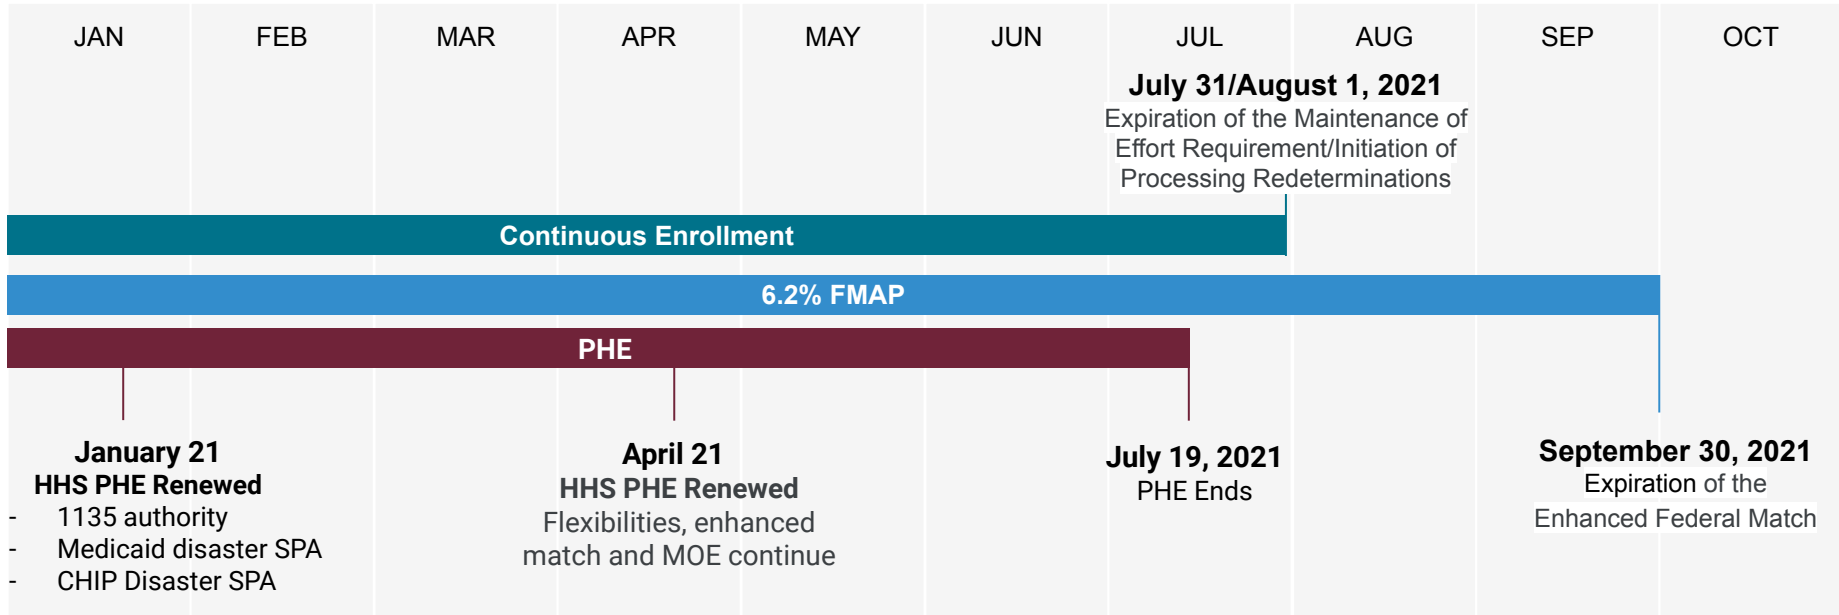 JAN FEB MAR APR MAY JUN JUL AUG SEP OCT
July 31/August 1, 2021
Expiration of the Maintenance of
Effort Requirement/Initiation of
Processing Redeterminations
Continuous Enrollment
6.2% FMAP
PHE
January 21
HHS PHE Renewed
- 1135 authority
- Medicaid disaster SPA
- CHIP Disaster SPA
April 21
HHS PHE Renewed
Flexibilities, enhanced
match and MOE continue
July 19, 2021
PHE Ends
September 30, 2021
Expiration of the
Enhanced Federal Match